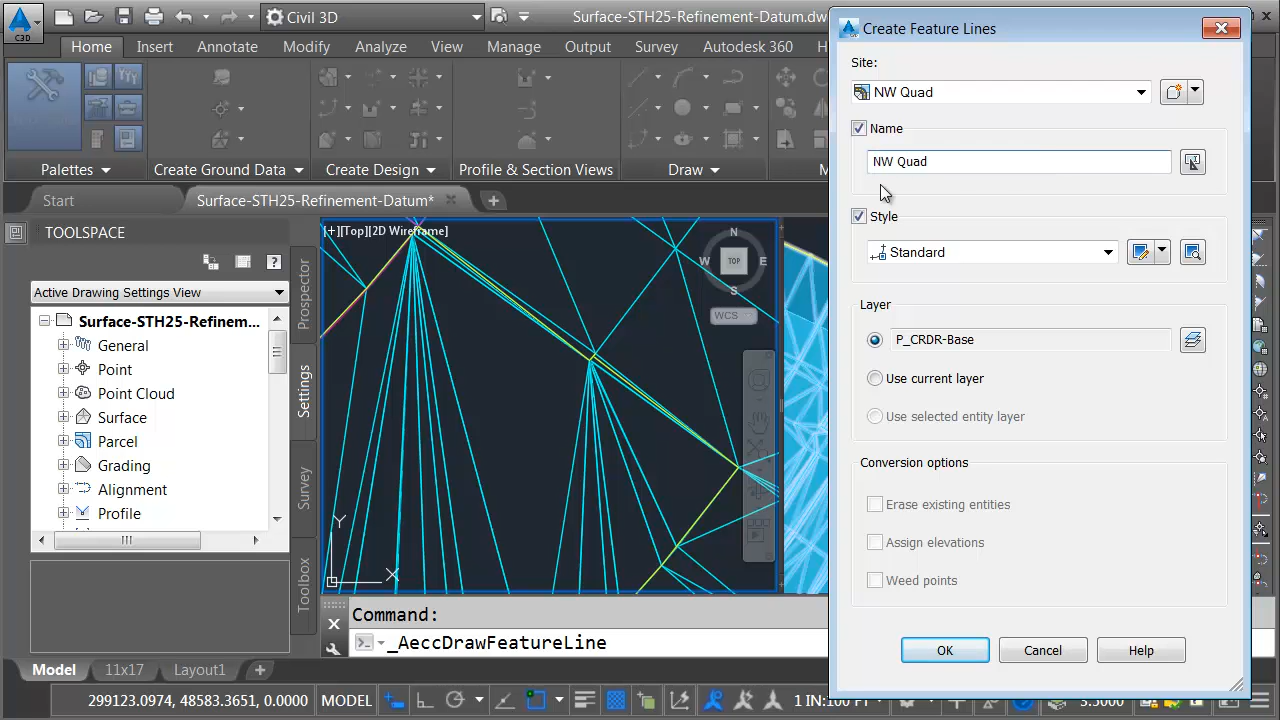 C3D
Civil 3D
Surface-STH25-Refinement-Datum.dw
Home
Insert
Annotate
Modify
Analyze
View
Manage
Output
Survey
Autodesk 360
H
Palettes
Create Ground Data
Create Design
Profile & Section Views
Draw
M
Start
Surface-STH25-Refinement-Datum*
TOOLSPACE
Active Drawing Settings View
Surface-STH25-Refinem...
General
Point
Point Cloud
Surface
Parcel
Grading
Alignment
Profile
Prospector
Settings
Survey
Toolbox
[+][Top][2D Wireframe]
N
W
TOP
E
S
WCS
Y
X
Command:
_AeccDrawFeatureLine
Model
11x17
Layout1
299123.0974, 48583.3651, 0.0000
MODEL
1 IN:100 FT
3.5000
Create Feature Lines
Site:
NW Quad
Name
NW Quad
Style
Standard
Layer
P_CRDR-Base
Use current layer
Use selected entity layer
Conversion options
Erase existing entities
Assign elevations
Weed points
OK
Cancel
Help